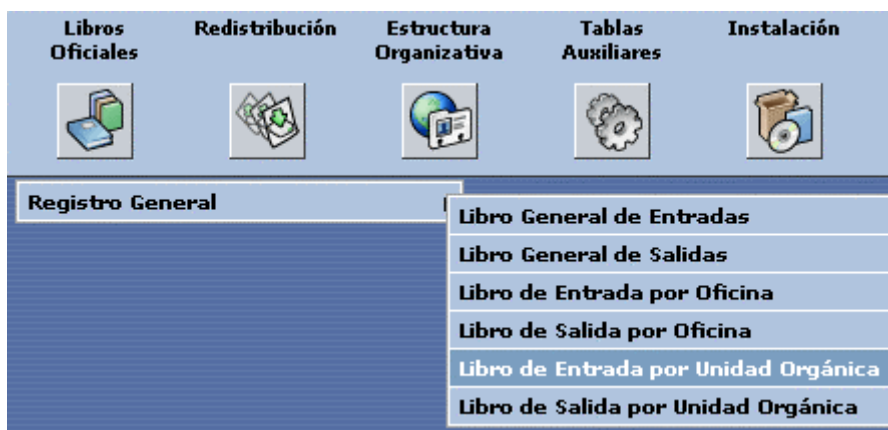 Libros Oficiales
Redistribución
Estructura Organizativa
Tablas Auxiliares
Instalación
Registro General
Libro General de Entradas
Libro General de Salidas
Libro de Entrada por Oficina
Libro de Salida por Oficina
Libro de Entrada por Unidad Orgánica
Libro de Salida por Unidad Orgánica